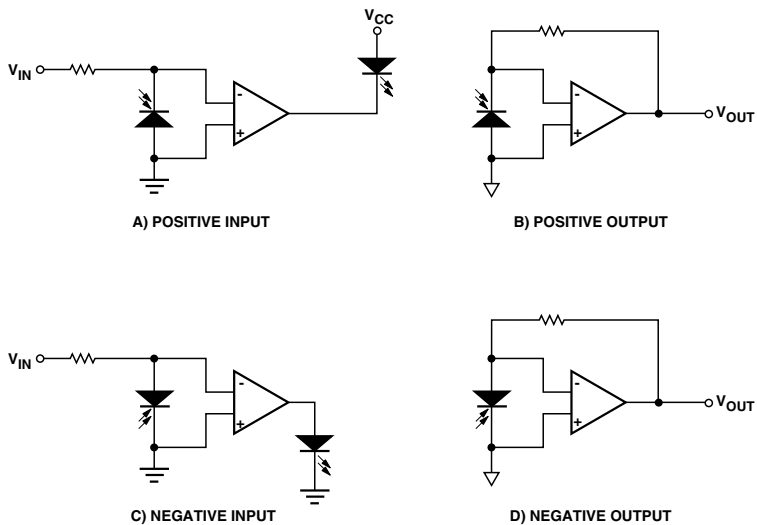 VCC
VIN
-
+
A) POSITIVE INPUT
-
+
VOUT
B) POSITIVE OUTPUT
VIN
-
+
C) NEGATIVE INPUT
-
+
VOUT
D) NEGATIVE OUTPUT